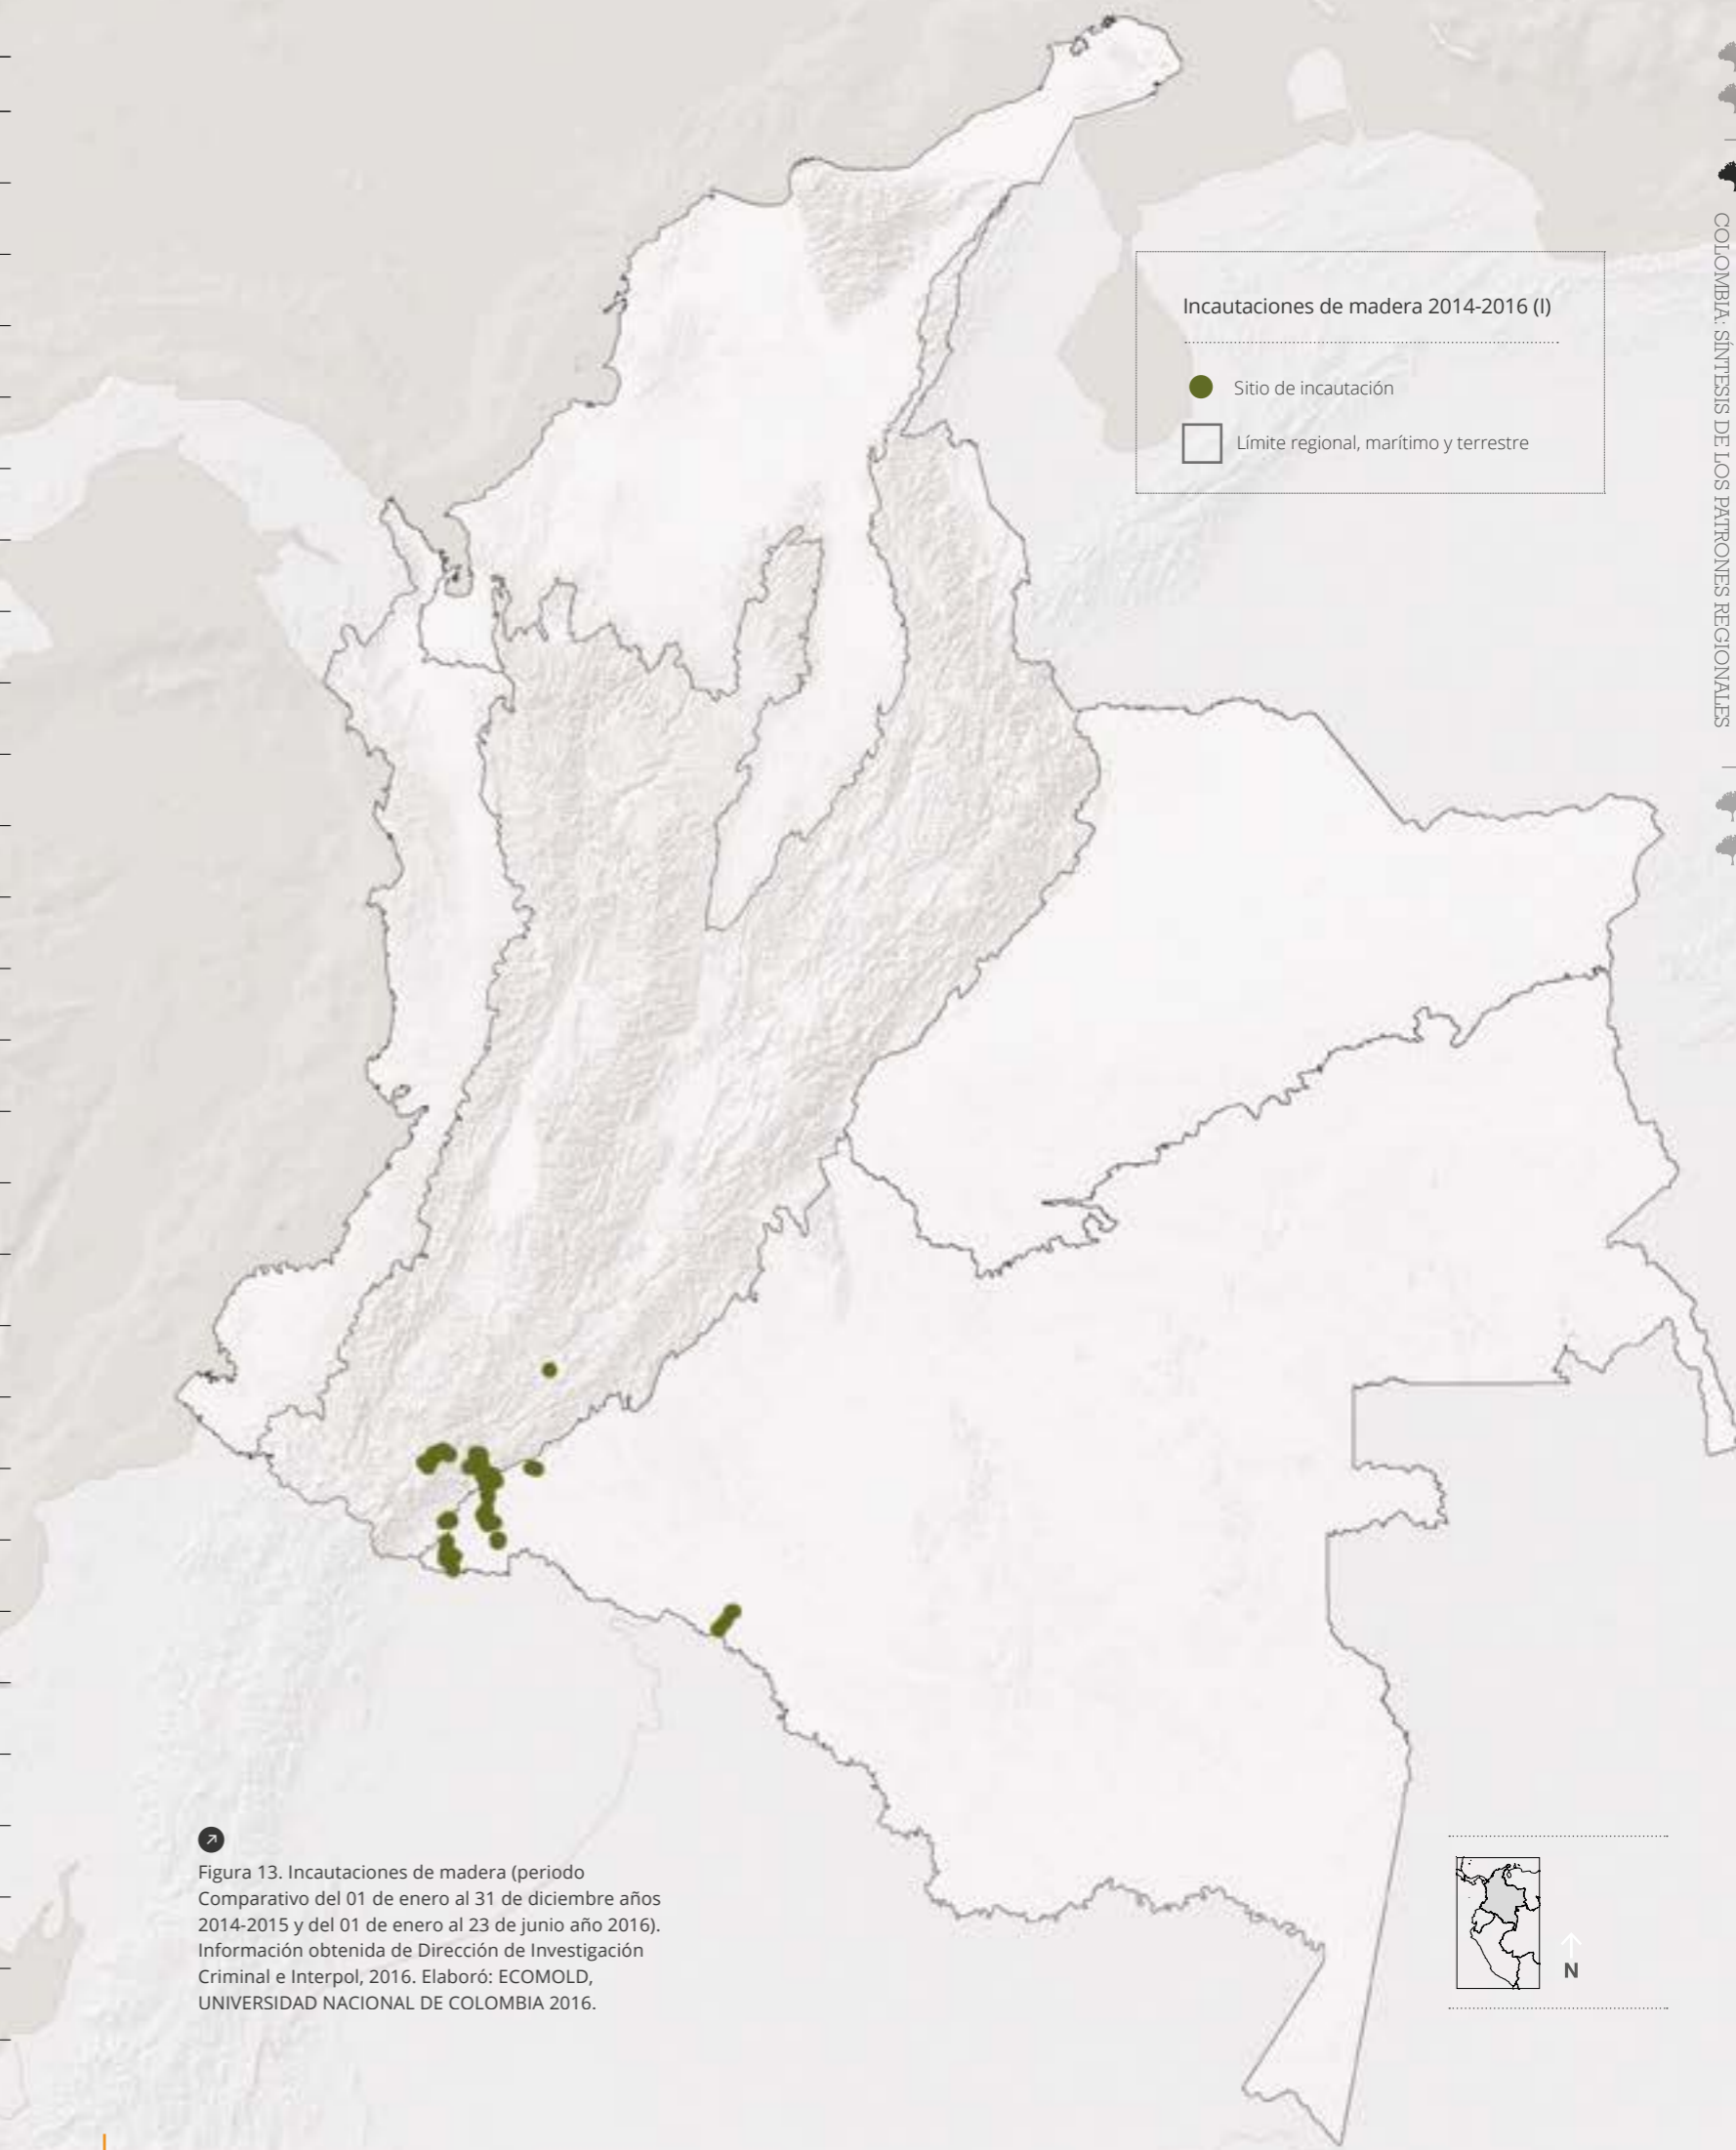 COLOMBIA: SÍNTESIS DE LOS PATRONES REGIONALES
Incautaciones de madera 2014-2016 (I)
Sitio de incautación
Límite regional, marítimo y terrestre
Figura 13. Incautaciones de madera (periodo
Comparativo del 01 de enero al 31 de diciembre años
2014-2015 y del 01 de enero al 23 de junio año 2016).
Información obtenida de Dirección de Investigación
Criminal e Interpol, 2016. Elaboró: ECOMOLD,
UNIVERSIDAD NACIONAL DE COLOMBIA 2016.
N